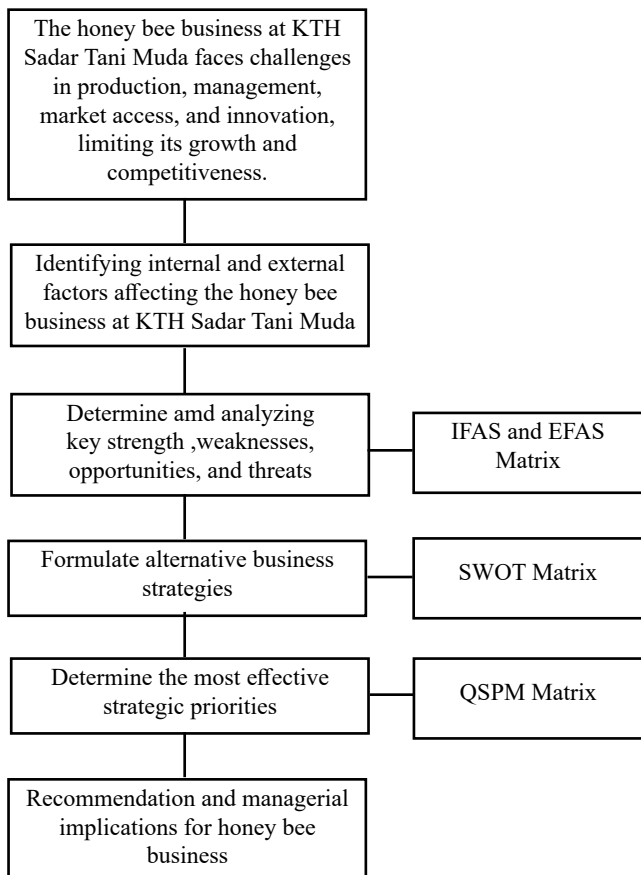 The honey bee business at KTH
Sadar Tani Muda faces challenges
in production, management,
market access, and innovation,
limiting its growth and
competitiveness.
Identifying internal and external
factors affecting the honey bee
business at KTH Sadar Tani Muda
Determine amd analyzing
key strength ,weaknesses,
opportunities, and threats
IFAS and EFAS
Matrix
Formulate alternative business
strategies
SWOT Matrix
Determine the most effective
strategic priorities
QSPM Matrix
Recommendation and managerial
implications for honey bee
business